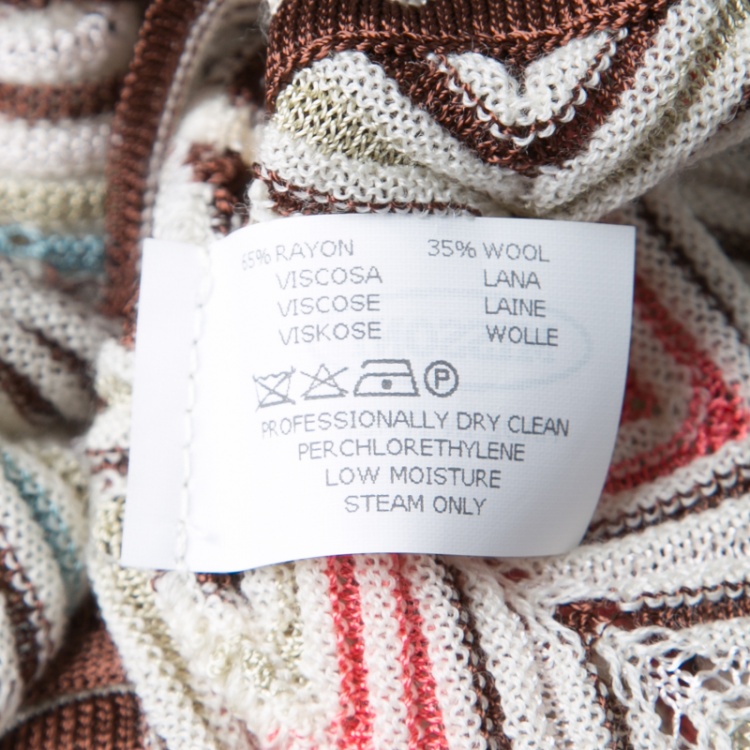 65% RAYON 35% WOOL
VISCOSA LANA
VISCOSE LAINE
VISKOSE WOLLE
P
PROFESSIONALLY DRY CLEAN
PERCHLORETHYLENE
LOW MOISTURE
STEAM ONLY